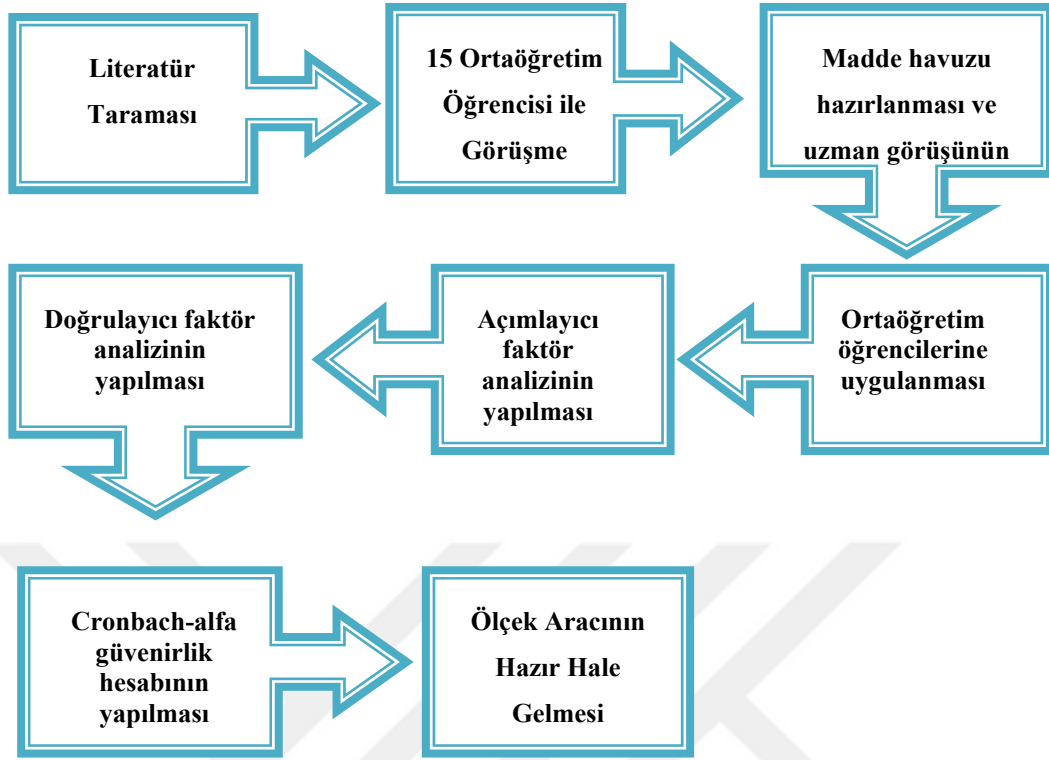 Literatür
Taraması
15 Ortaöğretim
Öğrencisi ile
Görüşme
Madde havuzu
hazırlanması ve
uzman görüşünün
Ortaöğretim
öğrencilerine
uygulanması
Açımlayıcı
faktör
analizinin
yapılması
Doğrulayıcı faktör
analizinin
yapılması
Cronbach-alfa
güvenirlik
hesabının
yapılması
Ölçek Aracının
Hazır Hale
Gelmesi